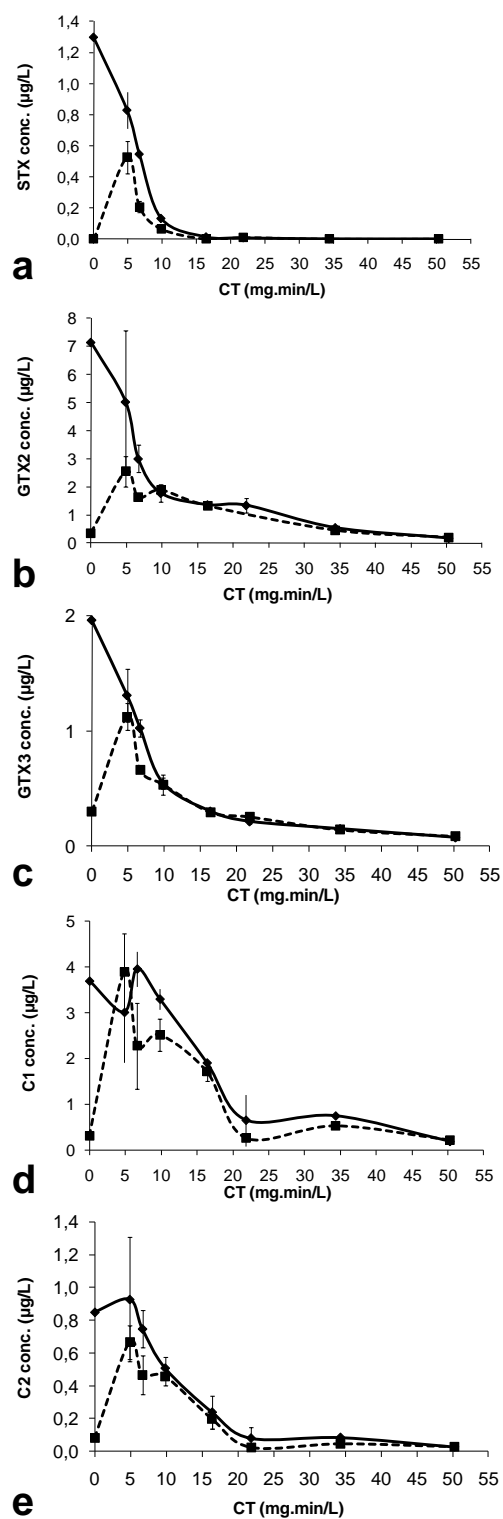 STX conc. (µg/L)
1,4
1,2
1,0
0,8
0,6
0,4
0,2
0,0
0 5 10 15 20 25 30 35 40 45 50 55
CT (mg.min/L)
a
GTX2 conc. (µg/L)
8
7
6
5
4
3
2
1
0
0 5 10 15 20 25 30 35 40 45 50 55
CT (mg.min/L)
b
GTX3 conc. (µg/L)
2
1
0
0 5 10 15 20 25 30 35 40 45 50 55
CT (mg.min/L)
c
C1 conc. (µg/L)
5
4
3
2
1
0
0 5 10 15 20 25 30 35 40 45 50 55
CT (mg.min/L)
d
C2 conc. (µg/L)
1,4
1,2
1,0
0,8
0,6
0,4
0,2
0,0
0 5 10 15 20 25 30 35 40 45 50 55
CT (mg.min/L)
e